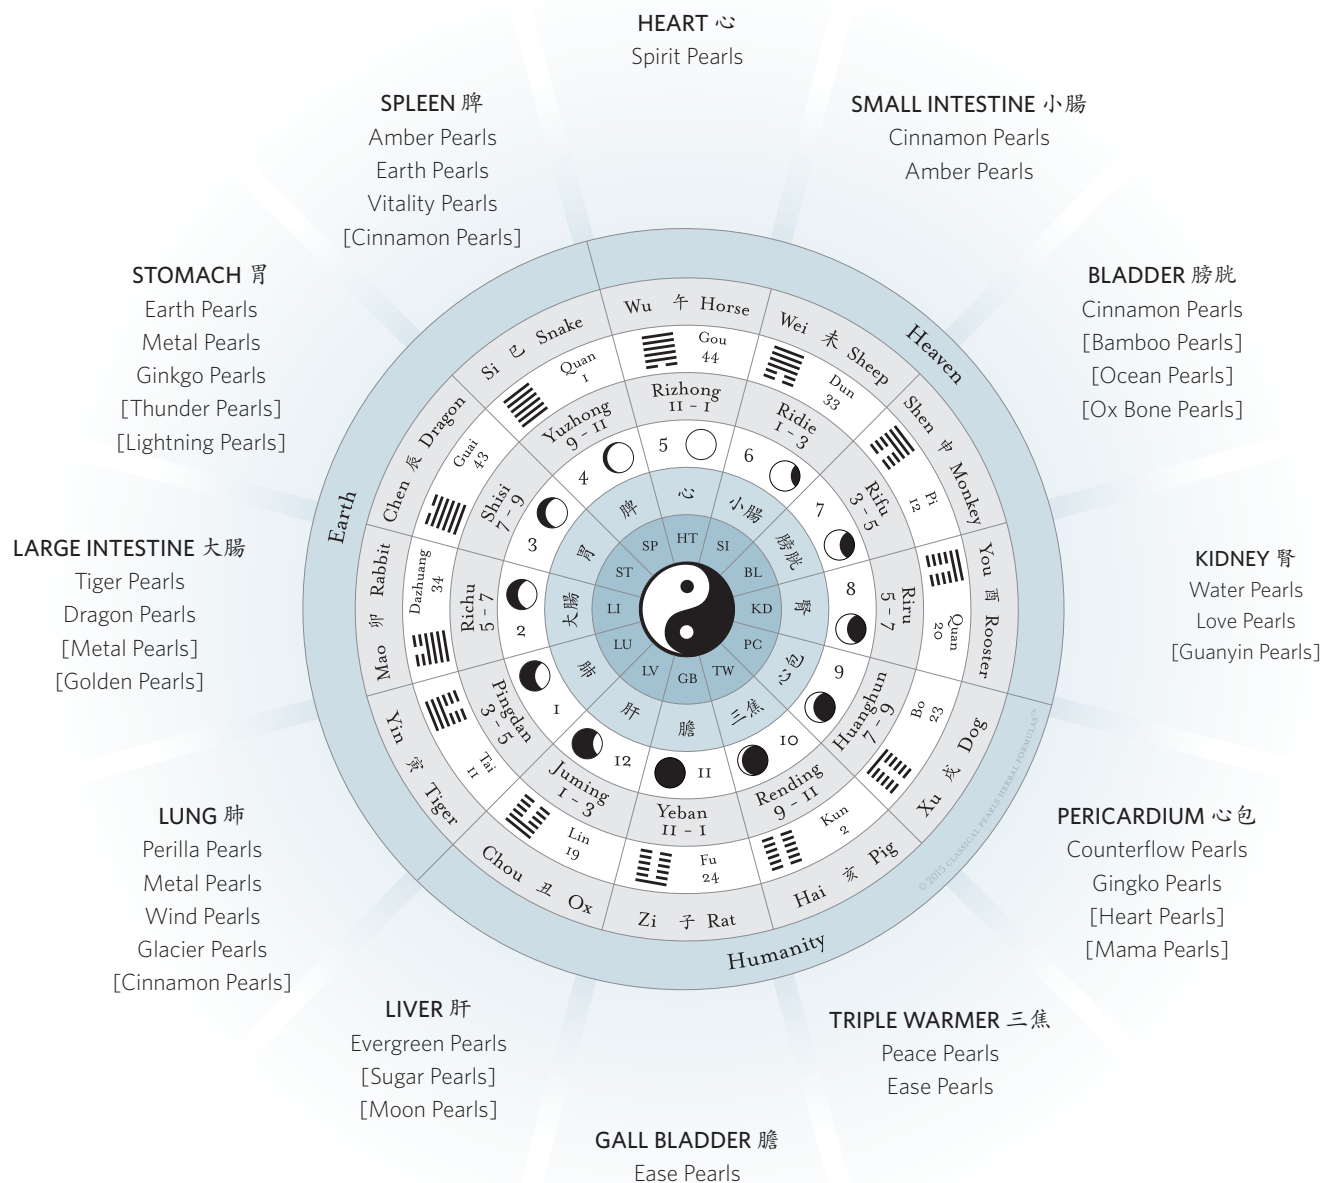 HEART 心
Spirit Pearls
SPLEEN 脾
Amber Pearls
Earth Pearls
Vitality Pearls
[Cinnamon Pearls]
SMALL INTESTINE 小腸
Cinnamon Pearls
Amber Pearls
STOMACH 胃
Earth Pearls
Metal Pearls
Ginkgo Pearls
[Thunder Pearls]
[Lightning Pearls]
BLADDER 膀胱
Cinnamon Pearls
[Bamboo Pearls]
[Ocean Pearls]
[Ox Bone Pearls]
LARGE INTESTINE 大腸
Tiger Pearls
Dragon Pearls
[Metal Pearls]
[Golden Pearls]
KIDNEY 腎
Water Pearls
Love Pearls
[Guanyin Pearls]
LUNG 肺
Perilla Pearls
Metal Pearls
Wind Pearls
Glacier Pearls
[Cinnamon Pearls]
PERICARDIUM 心包
Counterflow Pearls
Gingko Pearls
[Heart Pearls]
[Mama Pearls]
LIVER 肝
Evergreen Pearls
[Sugar Pearls]
[Moon Pearls]
TRIPLE WARMER 三焦
Peace Pearls
Ease Pearls
GALL BLADDER 膽
Ease Pearls
Heaven
Humanity
Earth
Wu 午 Horse
Wei 未 Sheep
Shen 申 Monkey
You 酉 Rooster
Xu 戌 Dog
Hai 亥 Pig
Zi 子 Rat
Chou 丑 Ox
Yin 寅 Tiger
Mao 卯 Rabbit
Chen 辰 Dragon
Si 巳 Snake
Gou
44
Dun
33
Pi
12
Quan
20
Bo
23
Kun
2
Fu
24
Lin
19
Tai
11
Dazhuang
34
Guai
43
Quan
1
Rizhong
11 - 1
Ridie
1 - 3
Rifu
3 - 5
Riru
5 - 7
Huanghun
7 - 9
Rending
9 - 11
Yeban
11 - 1
Juming
1 - 3
Pingdan
3 - 5
Richu
5 - 7
Shisi
7 - 9
Yuzhong
9 - 11
5
6
7
8
9
10
11
12
1
2
3
4
心
小腸
膀胱
腎
心包
三焦
膽
肝
肺
大腸
胃
脾
HT
SI
BL
KD
PC
TW
GB
LV
LU
LI
ST
SP
© 2015 CLASSICAL PEARLS HERBAL FORMULAS™